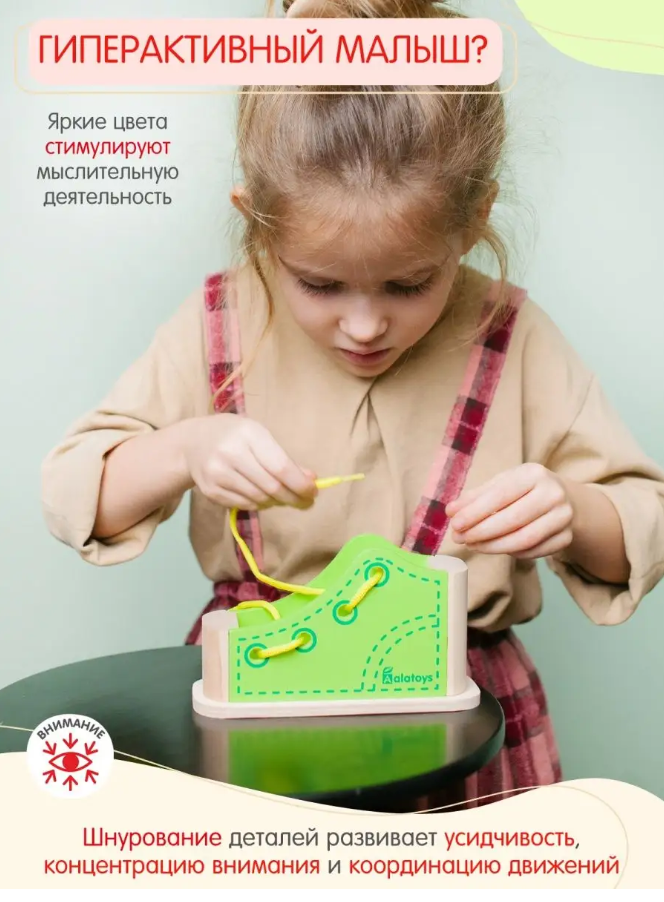 ГИПЕРАКТИВНЫЙ МАЛЫШ?
Яркие цвета
стимулируют
мыслительную
деятельность
alatoys
ВНИМАНИЕ
Шнурование деталей развивает усидчивость,
концентрацию внимания и координацию движений